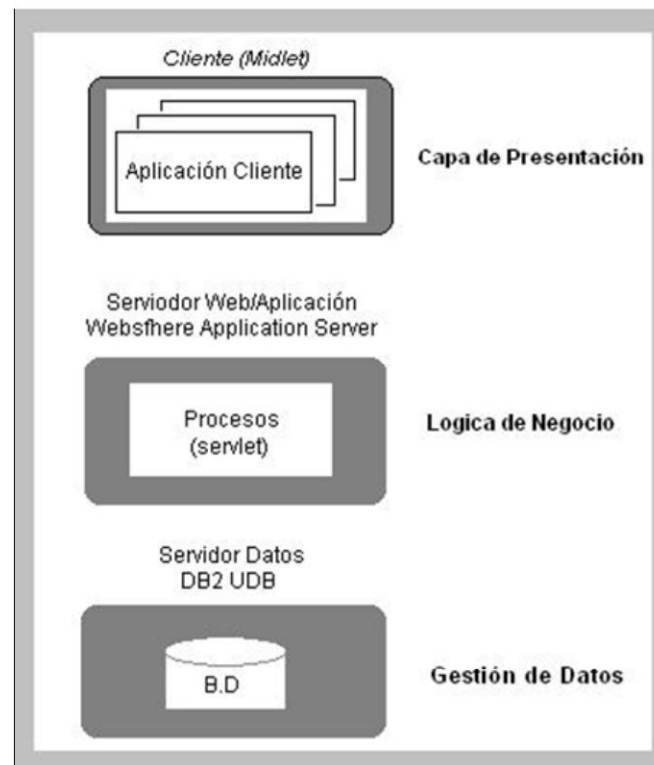 Cliente (Midlet)
Aplicación Cliente
Capa de Presentación
Serviodor Web/Aplicación
Websfhere Application Server
Procesos
(servlet)
Logica de Negocio
Servidor Datos
DB2 UDB
B.D
Gestión de Datos